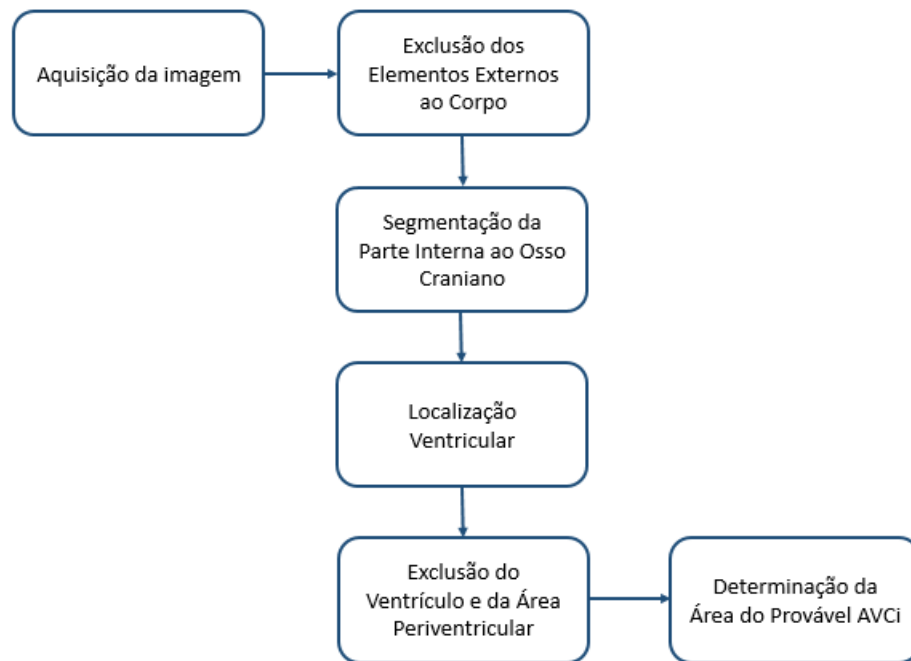 Aquisição da imagem
Exclusão dos
Elementos Externos
ao Corpo
Segmentação da
Parte Interna ao Osso
Craniano
Localização
Ventricular
Exclusão do
Ventrículo e da Área
Periventricular
Determinação da
Área do Provável AVCi